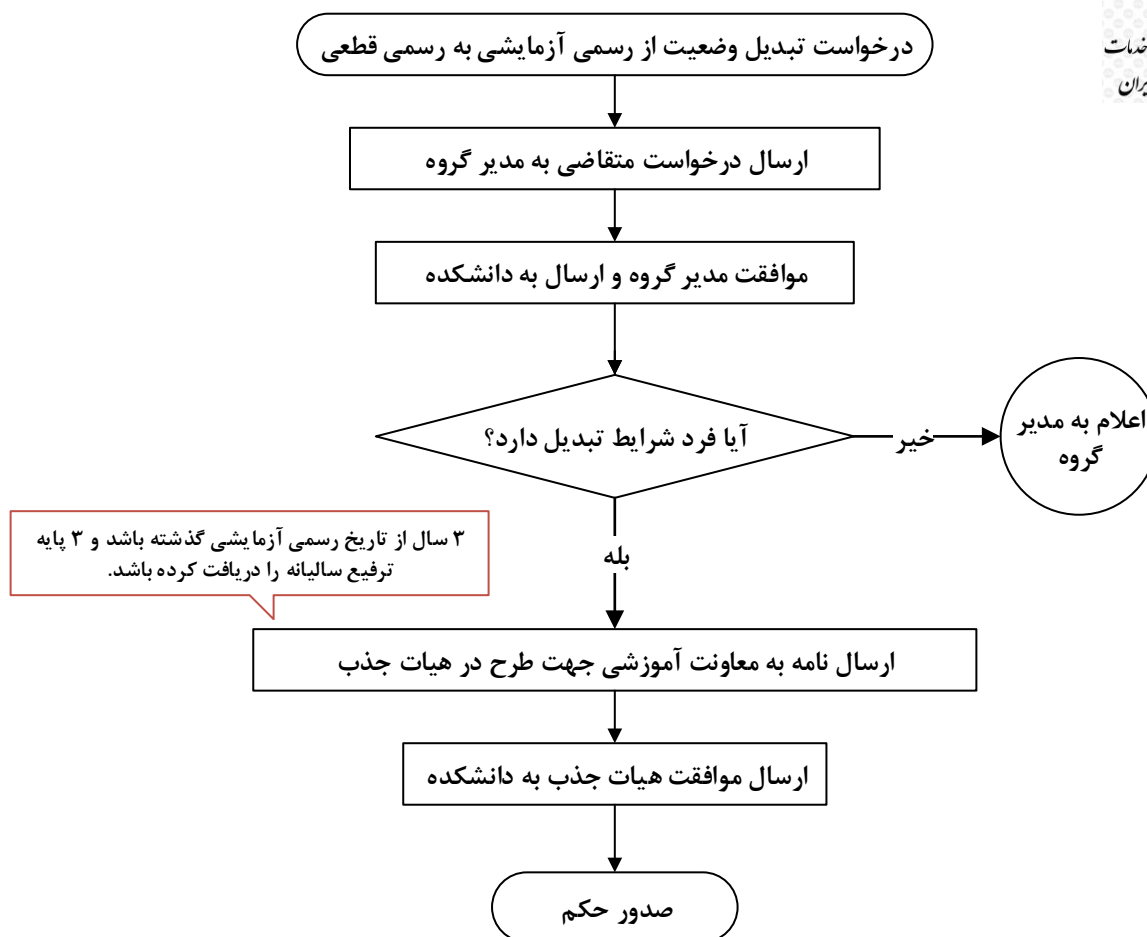 خدمات
ایران
درخواست تبدیل وضعیت از رسمی آزمایشی به رسمی قطعی
ارسال درخواست متقاضی به مدیر گروه
موافقت مدیر گروه و ارسال به دانشکده
آیا فرد شرایط تبدیل دارد؟
خیر
اعلام به مدیر
گروه
بله
۳ سال از تاریخ رسمی آزمایشی گذشته باشد و ۳ پایه
ترفیع سالیانه را دریافت کرده باشد.
ارسال نامه به معاونت آموزشی جهت طرح در هیات جذب
ارسال موافقت هیات جذب به دانشکده
صدور حکم